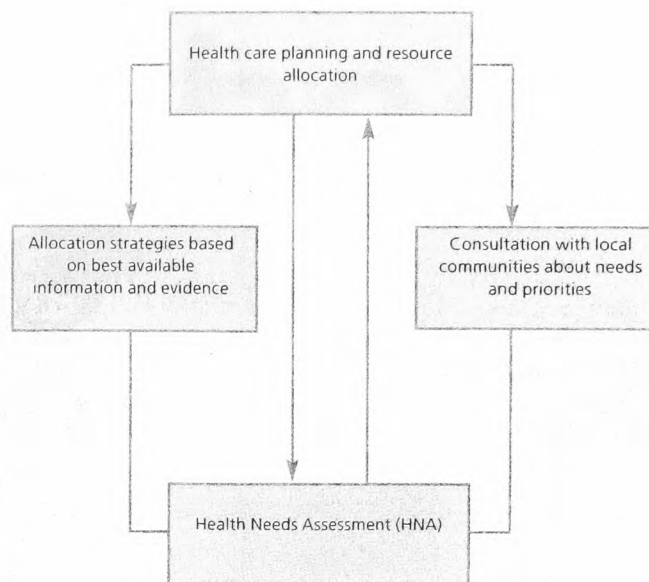 Health care planning and resource
allocation
Allocation strategies based
on best available
information and evidence
Consultation with local
communities about needs
and priorities
Health Needs Assessment (HNA)